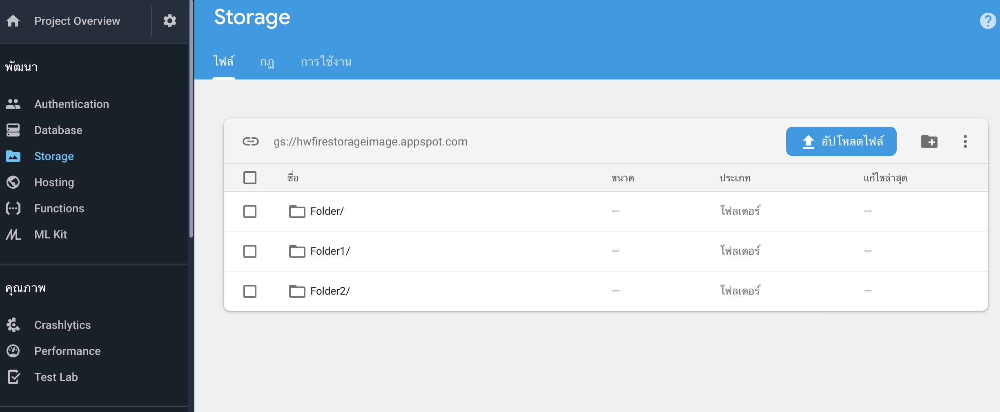 Project Overview
พัฒนา
Authentication
Database
Storage
Hosting
Functions
ML Kit
คุณภาพ
Crashlytics
Performance
Test Lab
Storage
?
ไฟล์ กฎ การใช้งาน
gs://hwfirestorageimage.appspot.com อัปโหลดไฟล์
ชื่อ ขนาด ประเภท แก้ไขล่าสุด
Folder/ — โฟลเดอร์ —
Folder1/ — โฟลเดอร์ —
Folder2/ — โฟลเดอร์ —